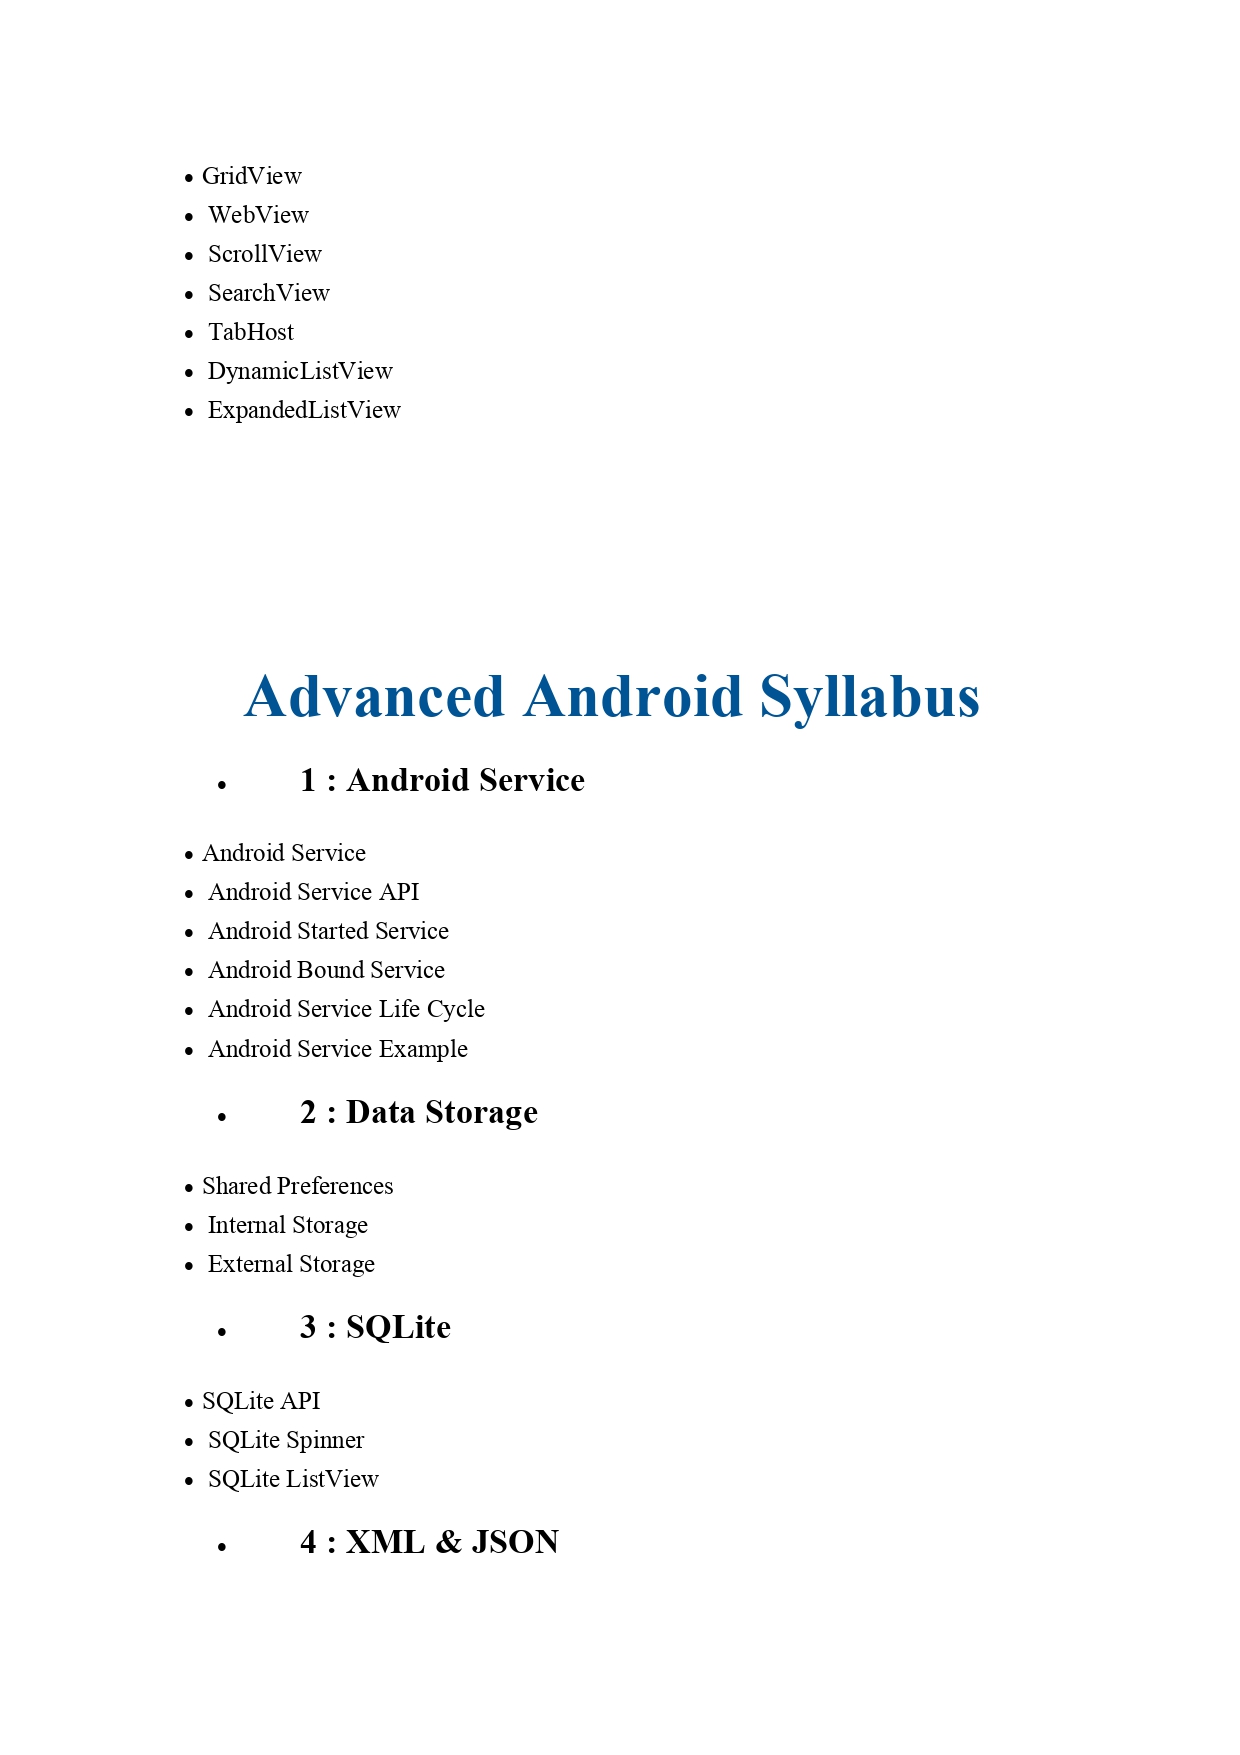 • GridView
• WebView
• ScrollView
• SearchView
• TabHost
• DynamicListView
• ExpandedListView
Advanced Android Syllabus
• 1 : Android Service
• Android Service
• Android Service API
• Android Started Service
• Android Bound Service
• Android Service Life Cycle
• Android Service Example
• 2 : Data Storage
• Shared Preferences
• Internal Storage
• External Storage
• 3 : SQLite
• SQLite API
• SQLite Spinner
• SQLite ListView
• 4 : XML & JSON